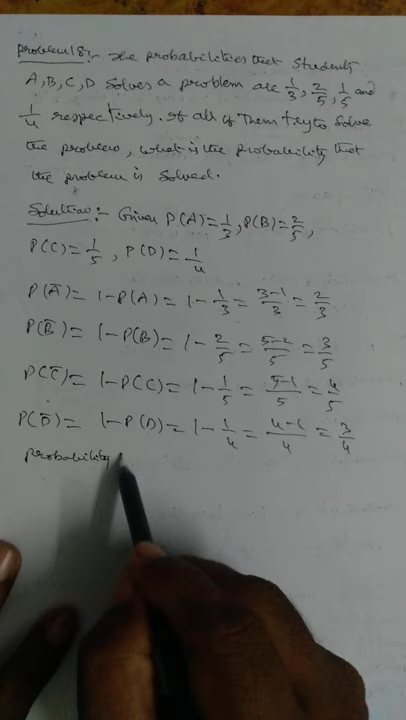 Problem 18:- The probabilities that students
A, B, C, D solves a problem are 1/3, 2/5, 1/5 and
1/4 respectively. If all of them try to solve
the problem, what is the probability that
the problem is solved.
Solution:- Given P(A)=1/3, P(B)=2/5,
P(C)=1/5, P(D)=1/4
P(A̅)= 1-P(A) = 1-1/3 = 3-1/3 = 2/3
P(B̅)= 1-P(B) = 1-2/5 = 5-2/5 = 3/5
P(C̅)= 1-P(C) = 1-1/5 = 5-1/5 = 4/5
P(D̅)= 1-P(D) = 1-1/4 = 4-1/4 = 3/4
Probability